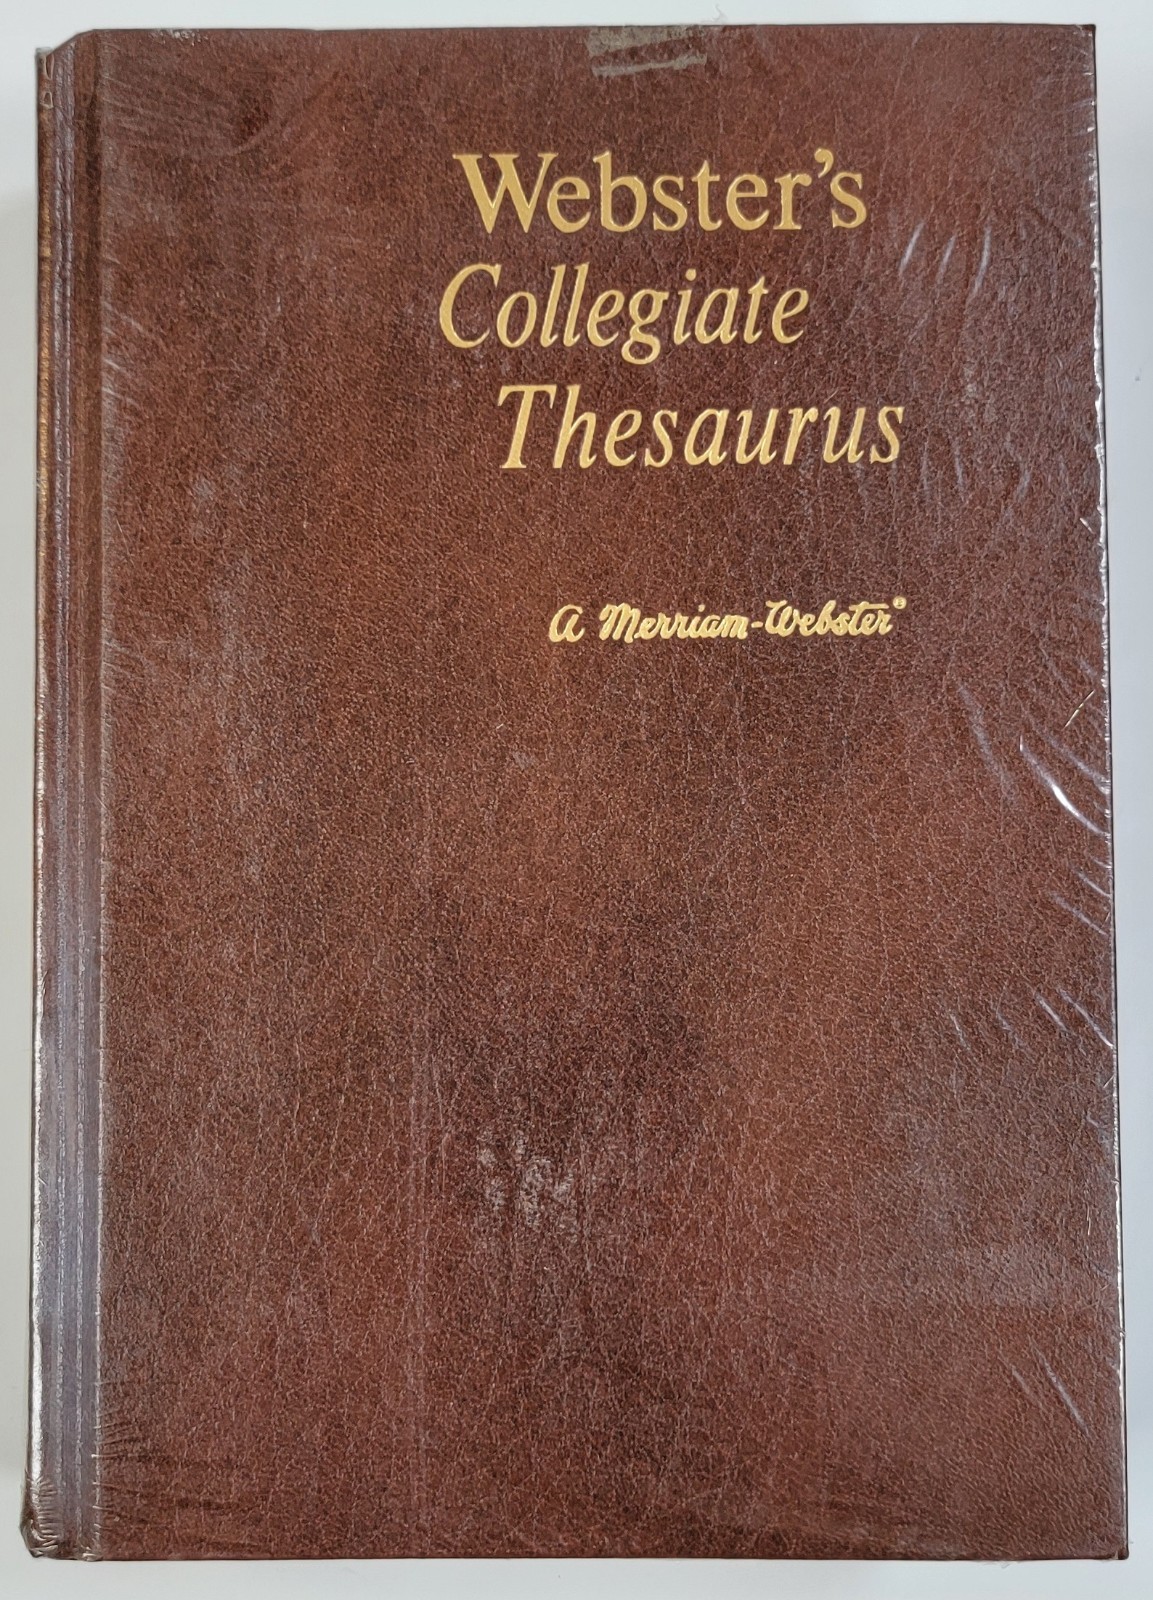 Webster's
Collegiate
Thesaurus
A Merriam-Webster®